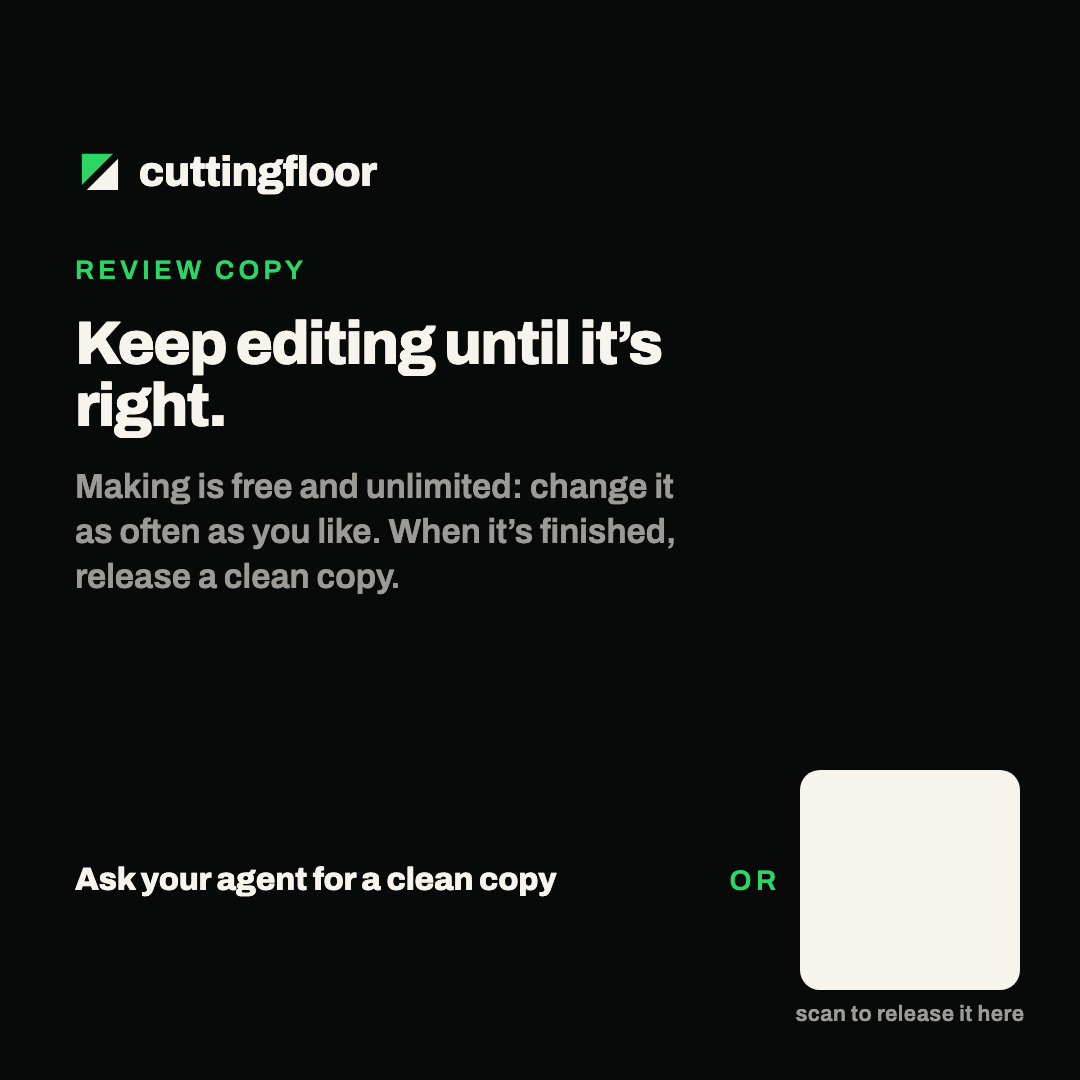 cuttingfloor
REVIEW COPY
Keep editing until it’s
right.
Making is free and unlimited: change it
as often as you like. When it’s finished,
release a clean copy.
Ask your agent for a clean copy
OR
scan to release it here